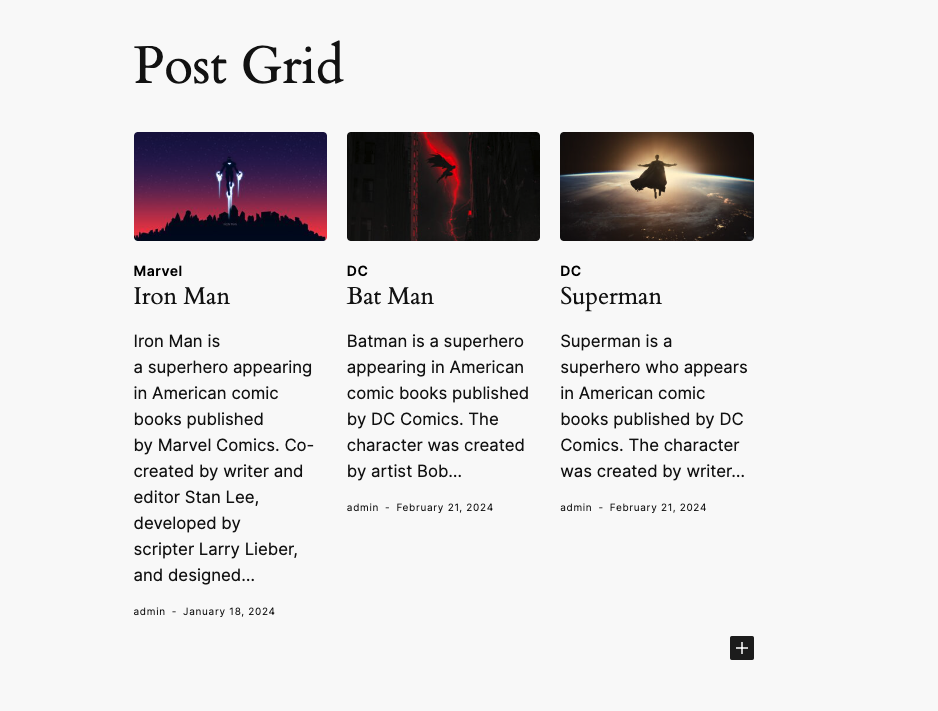 Post Grid
Marvel
Iron Man
Iron Man is
a superhero appearing
in American comic
books published
by Marvel Comics. Co-
created by writer and
editor Stan Lee,
developed by
scripter Larry Lieber,
and designed...
admin - January 18, 2024
DC
Bat Man
Batman is a superhero
appearing in American
comic books published
by DC Comics. The
character was created
by artist Bob...
admin - February 21, 2024
DC
Superman
Superman is a
superhero who appears
in American comic
books published by DC
Comics. The character
was created by writer...
admin - February 21, 2024